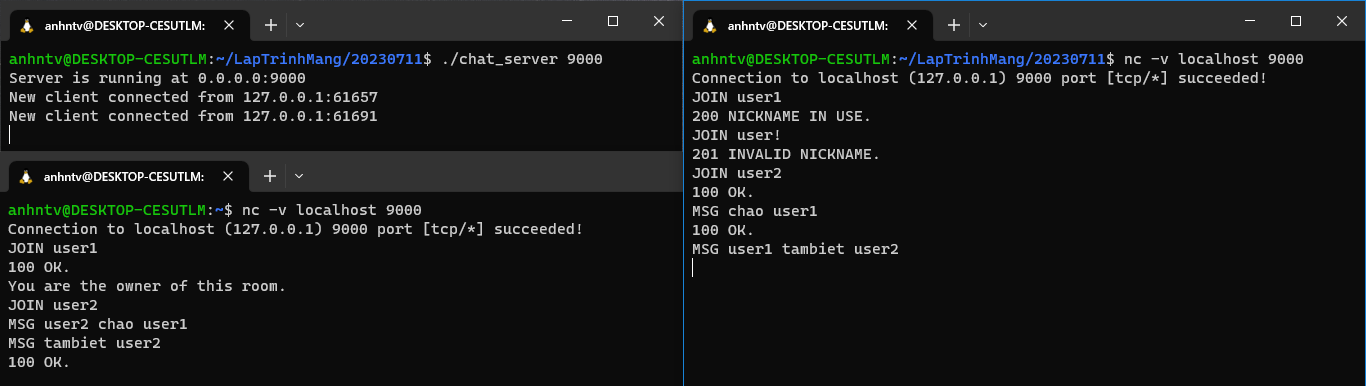 anhntv@DESKTOP-CESUTLM:
anhntv@DESKTOP-CESUTLM:~/LapTrinhMang/20230711$ ./chat_server 9000
Server is running at 0.0.0.0:9000
New client connected from 127.0.0.1:61657
New client connected from 127.0.0.1:61691
anhntv@DESKTOP-CESUTLM:
anhntv@DESKTOP-CESUTLM:~$ nc -v localhost 9000
Connection to localhost (127.0.0.1) 9000 port [tcp/*] succeeded!
JOIN user1
100 OK.
You are the owner of this room.
JOIN user2
MSG user2 chao user1
MSG tambiet user2
100 OK.
anhntv@DESKTOP-CESUTLM:
anhntv@DESKTOP-CESUTLM:~/LapTrinhMang/20230711$ nc -v localhost 9000
Connection to localhost (127.0.0.1) 9000 port [tcp/*] succeeded!
JOIN user1
200 NICKNAME IN USE.
JOIN user!
201 INVALID NICKNAME.
JOIN user2
100 OK.
MSG chao user1
100 OK.
MSG user1 tambiet user2